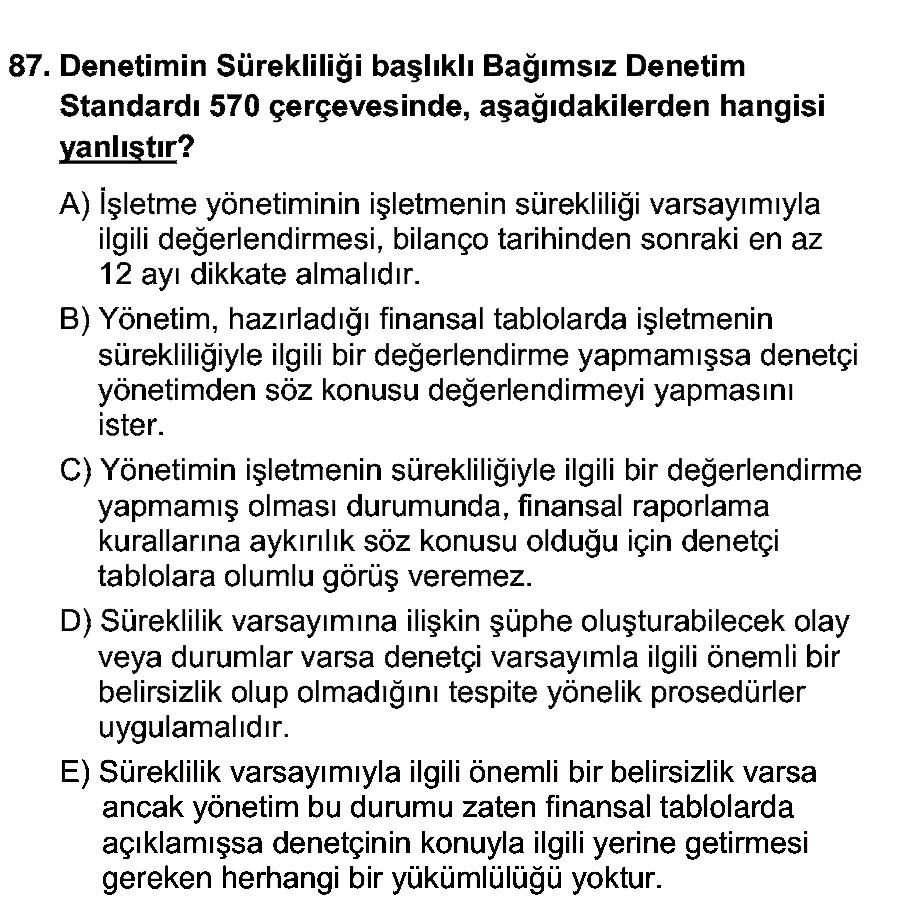 87. Denetimin Sürekliliği başlıklı Bağımsız Denetim
Standardı 570 çerçevesinde, aşağıdakilerden hangisi
yanlıştır?
A) İşletme yönetiminin işletmenin sürekliliği varsayımıyla
ilgili değerlendirmesi, bilanço tarihinden sonraki en az
12 ayı dikkate almalıdır.
B) Yönetim, hazırladığı finansal tablolarda işletmenin
sürekliliğiyle ilgili bir değerlendirme yapmamışsa denetçi
yönetimden söz konusu değerlendirmeyi yapmasını
ister.
C) Yönetimin işletmenin sürekliliğiyle ilgili bir değerlendirme
yapmamış olması durumunda, finansal raporlama
kurallarına aykırılık söz konusu olduğu için denetçi
tablolara olumlu görüş veremez.
D) Süreklilik varsayımına ilişkin şüphe oluşturabilecek olay
veya durumlar varsa denetçi varsayımla ilgili önemli bir
belirsizlik olup olmadığını tespite yönelik prosedürler
uygulamalıdır.
E) Süreklilik varsayımıyla ilgili önemli bir belirsizlik varsa
ancak yönetim bu durumu zaten finansal tablolarda
açıklamışsa denetçinin konuyla ilgili yerine getirmesi
gereken herhangi bir yükümlülüğü yoktur.